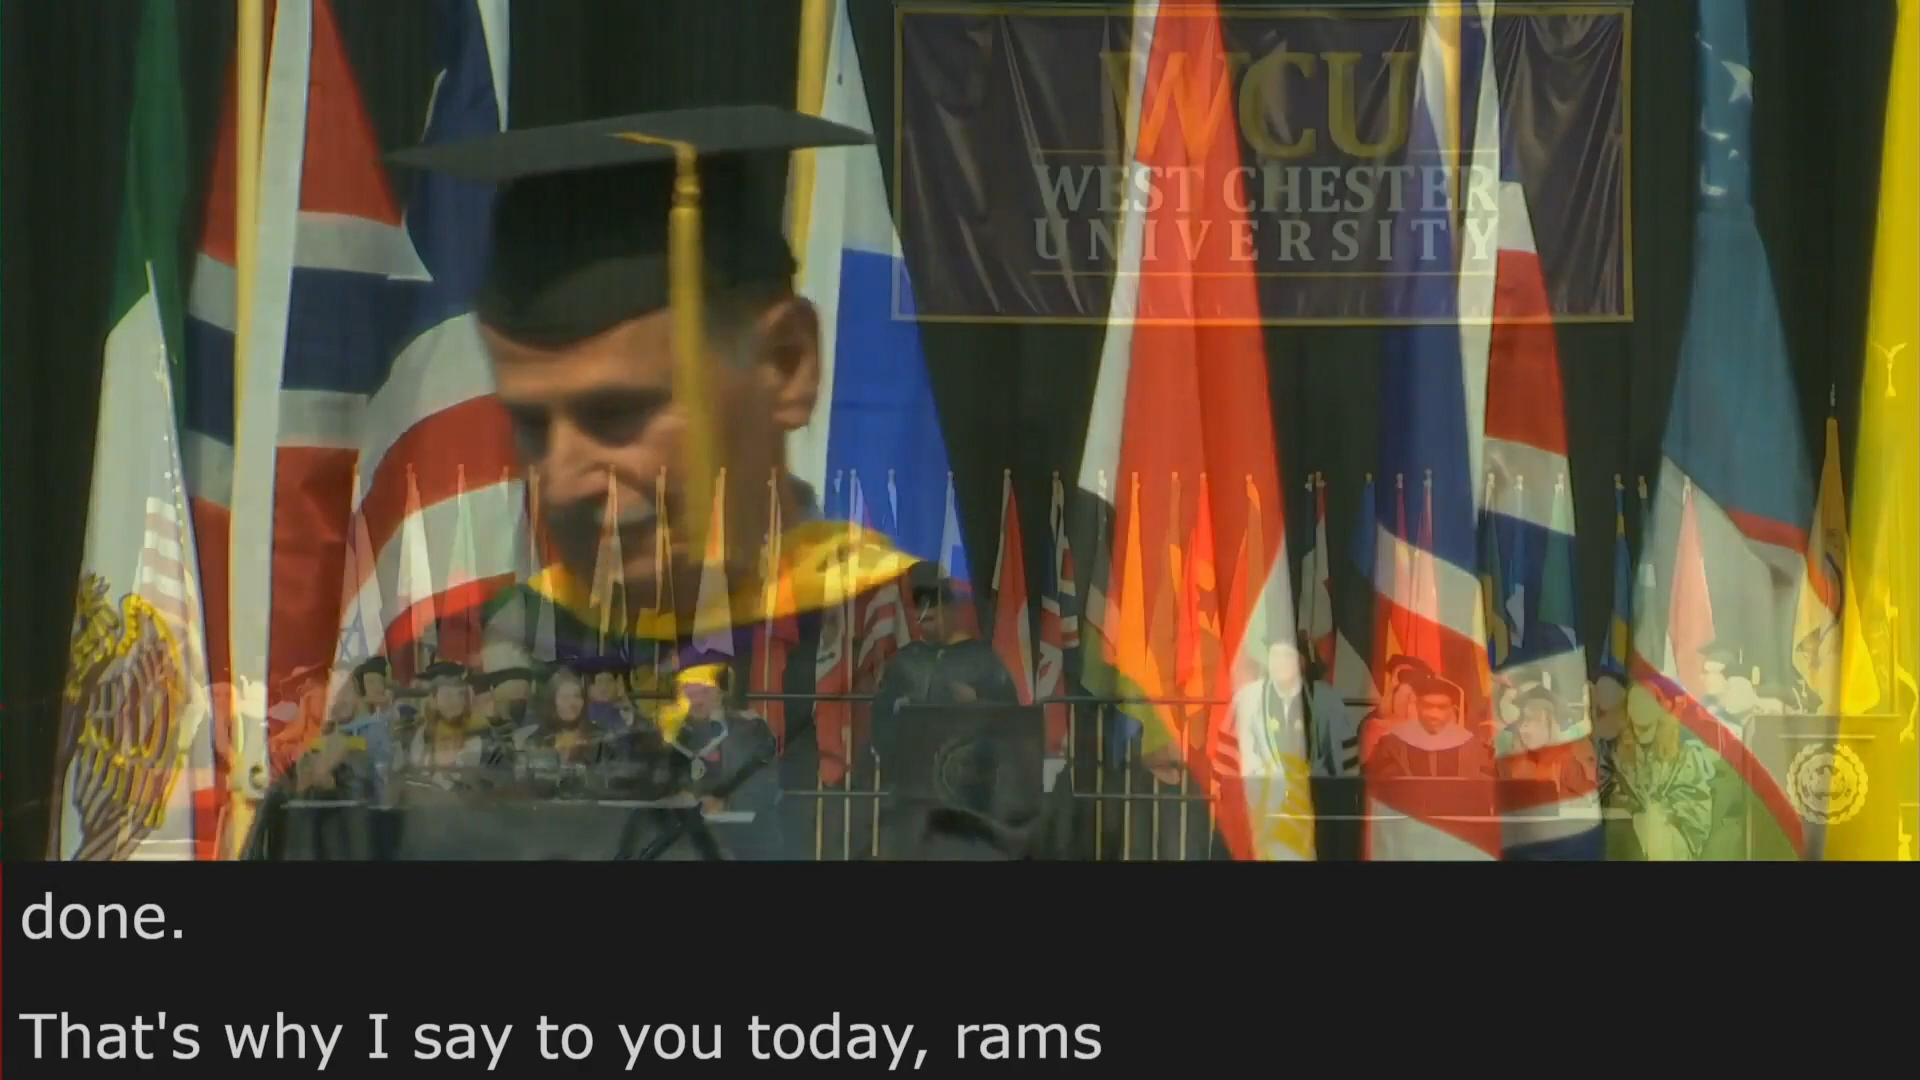 WCU
WEST CHESTER
UNIVERSITY
done.
That's why I say to you today, rams